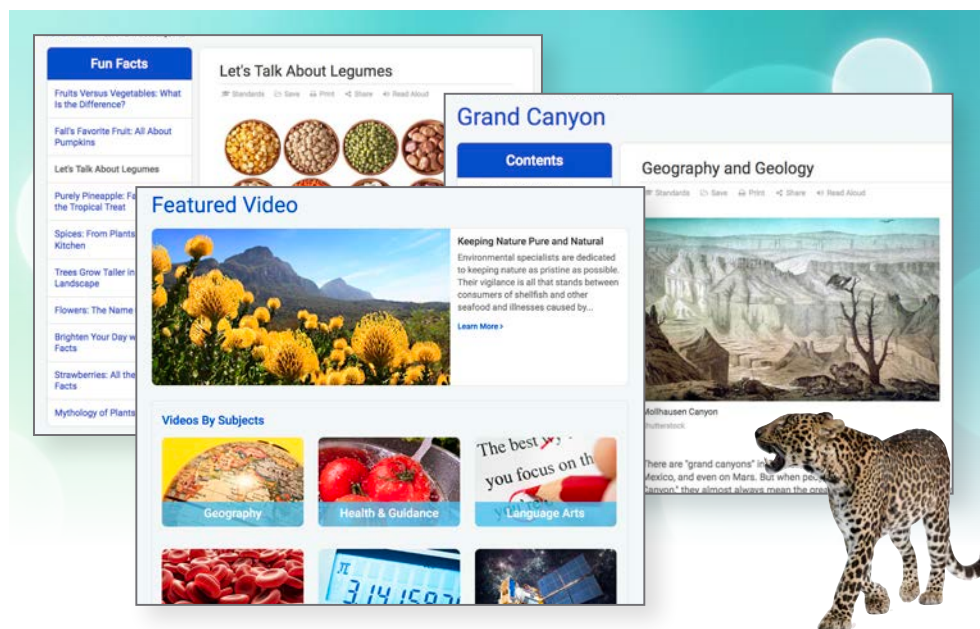 Fun Facts
Fruits Versus Vegetables: What
Is the Difference?
Fall's Favorite Fruit: All About
Pumpkins
Let's Talk About Legumes
Purely Pineapple: Fa
the Tropical Treat
Spices: From Plants
Kitchen
Trees Grow Taller in
Landscape
Flowers: The Name
Brighten Your Day w
Facts
Strawberries: All the
Facts
Mythology of Plants
Let's Talk About Legumes
Standards Save Print Share Read Aloud
Grand Canyon
Contents
Geography and Geology
Standards Save Print Share Read Aloud
Mollhausen Canyon
Shutterstock
There are "grand canyons" in
Mexico, and even on Mars. But when peo
Canyon," they almost always mean the grea
Featured Video
Keeping Nature Pure and Natural
Environmental specialists are dedicated
to keeping nature as pristine as possible.
Their vigilance is all that stands between
consumers of shellfish and other
seafood and illnesses caused by...
Learn More >
Videos By Subjects
The best
you focus on th
you're
Geography
Health & Guidance
Language Arts
π
3.141592